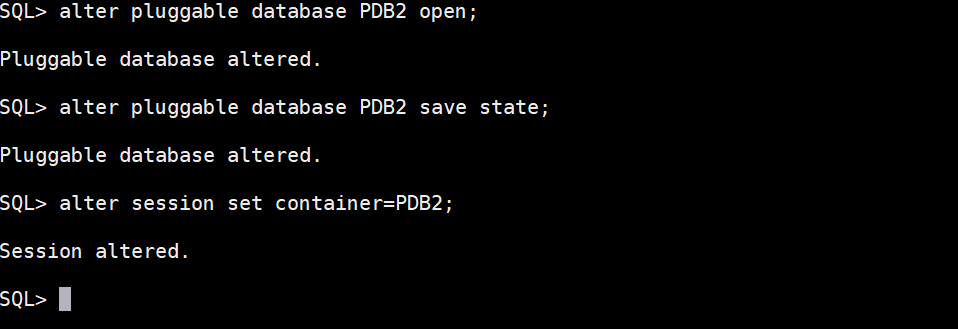 SQL> alter pluggable database PDB2 open;
Pluggable database altered.
SQL> alter pluggable database PDB2 save state;
Pluggable database altered.
SQL> alter session set container=PDB2;
Session altered.
SQL>